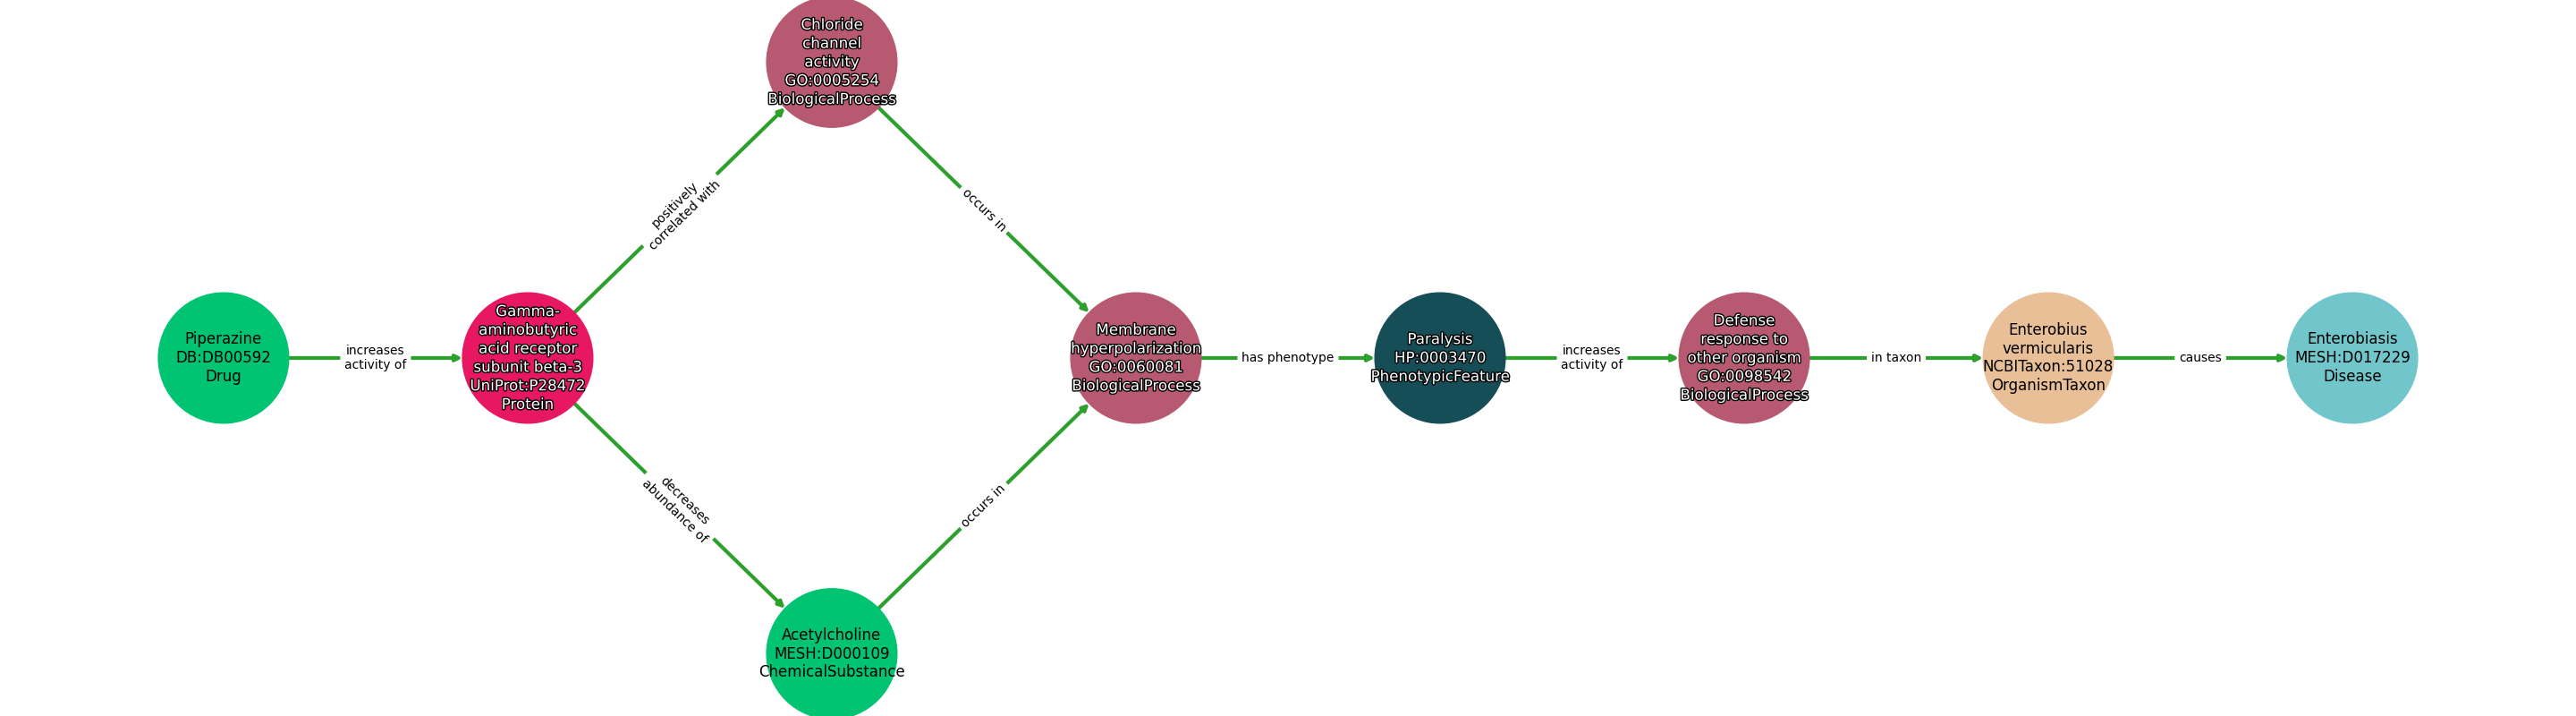 Chloride
channel
activity
GO:0005254
BiologicalProcess
positively
correlated with
occurs in
Piperazine
DB:DB00592
Drug
increases
activity of
Gamma-
aminobutyric
acid receptor
subunit beta-3
UniProt:P28472
Protein
Membrane
hyperpolarization
GO:0060081
BiologicalProcess
has phenotype
Paralysis
HP:0003470
PhenotypicFeature
increases
activity of
Defense
response to
other organism
GO:0098542
BiologicalProcess
in taxon
Enterobius
vermicularis
NCBITaxon:51028
OrganismTaxon
causes
Enterobiasis
MESH:D017229
Disease
decreases
abundance of
occurs in
Acetylcholine
MESH:D000109
ChemicalSubstance